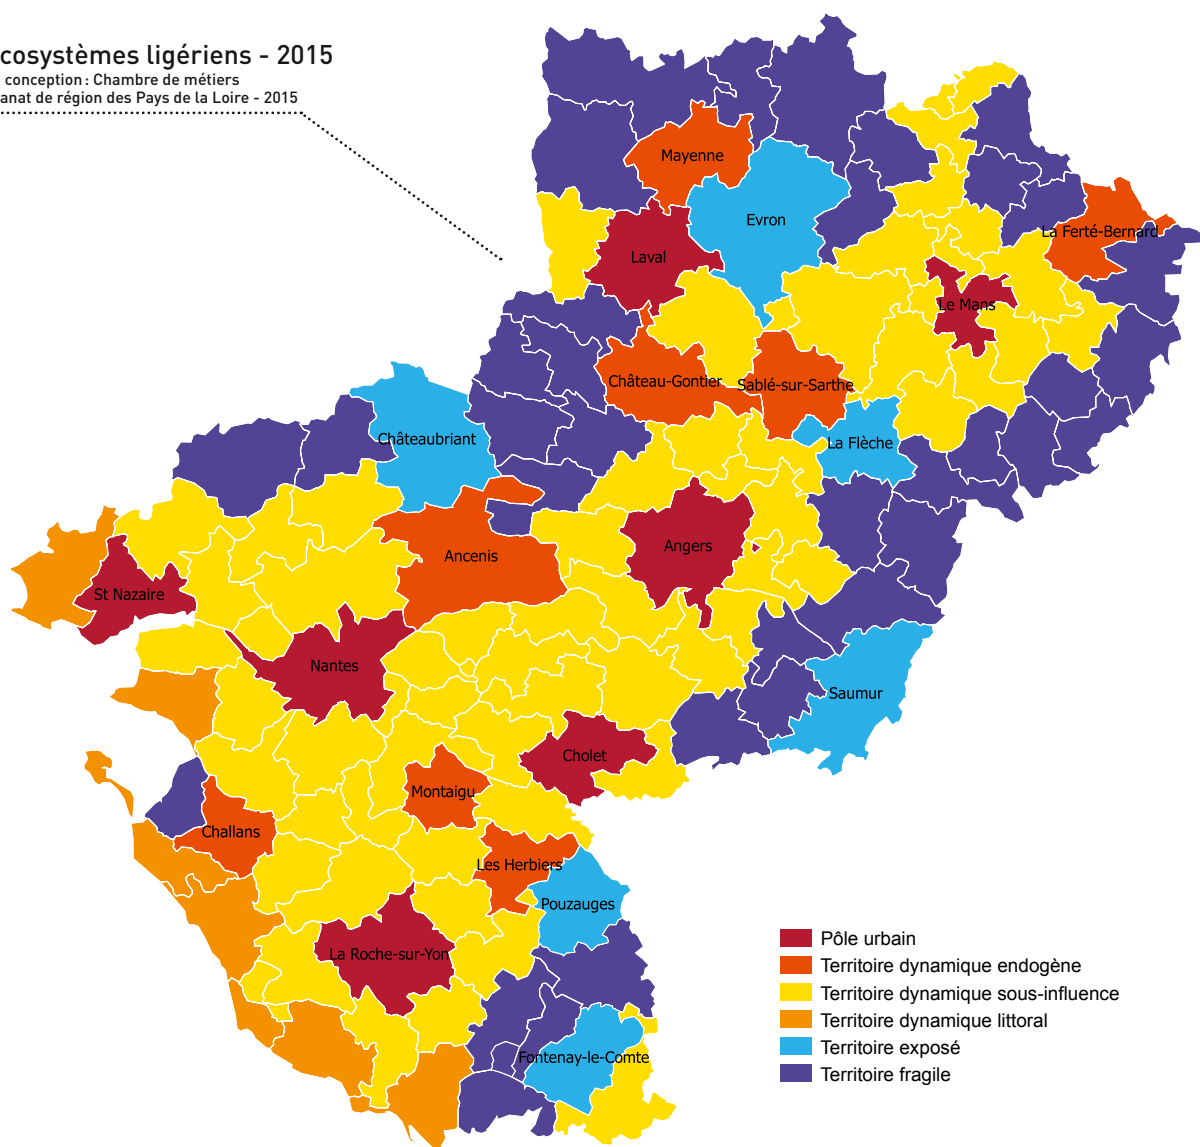 cosystèmes ligériens - 2015
conception : Chambre de métiers
anat de région des Pays de la Loire - 2015
Mayenne
Evron
La Ferté-Bernard
Laval
Le Mans
Château-Gontier
Sablé-sur-Sarthe
Châteaubriant
La Flèche
Angers
Ancenis
St Nazaire
Nantes
Saumur
Cholet
Montaigu
Challans
Les Herbiers
Pouzauges
La Roche-sur-Yon
Fontenay-le-Comte
Pôle urbain
Territoire dynamique endogène
Territoire dynamique sous-influence
Territoire dynamique littoral
Territoire exposé
Territoire fragile